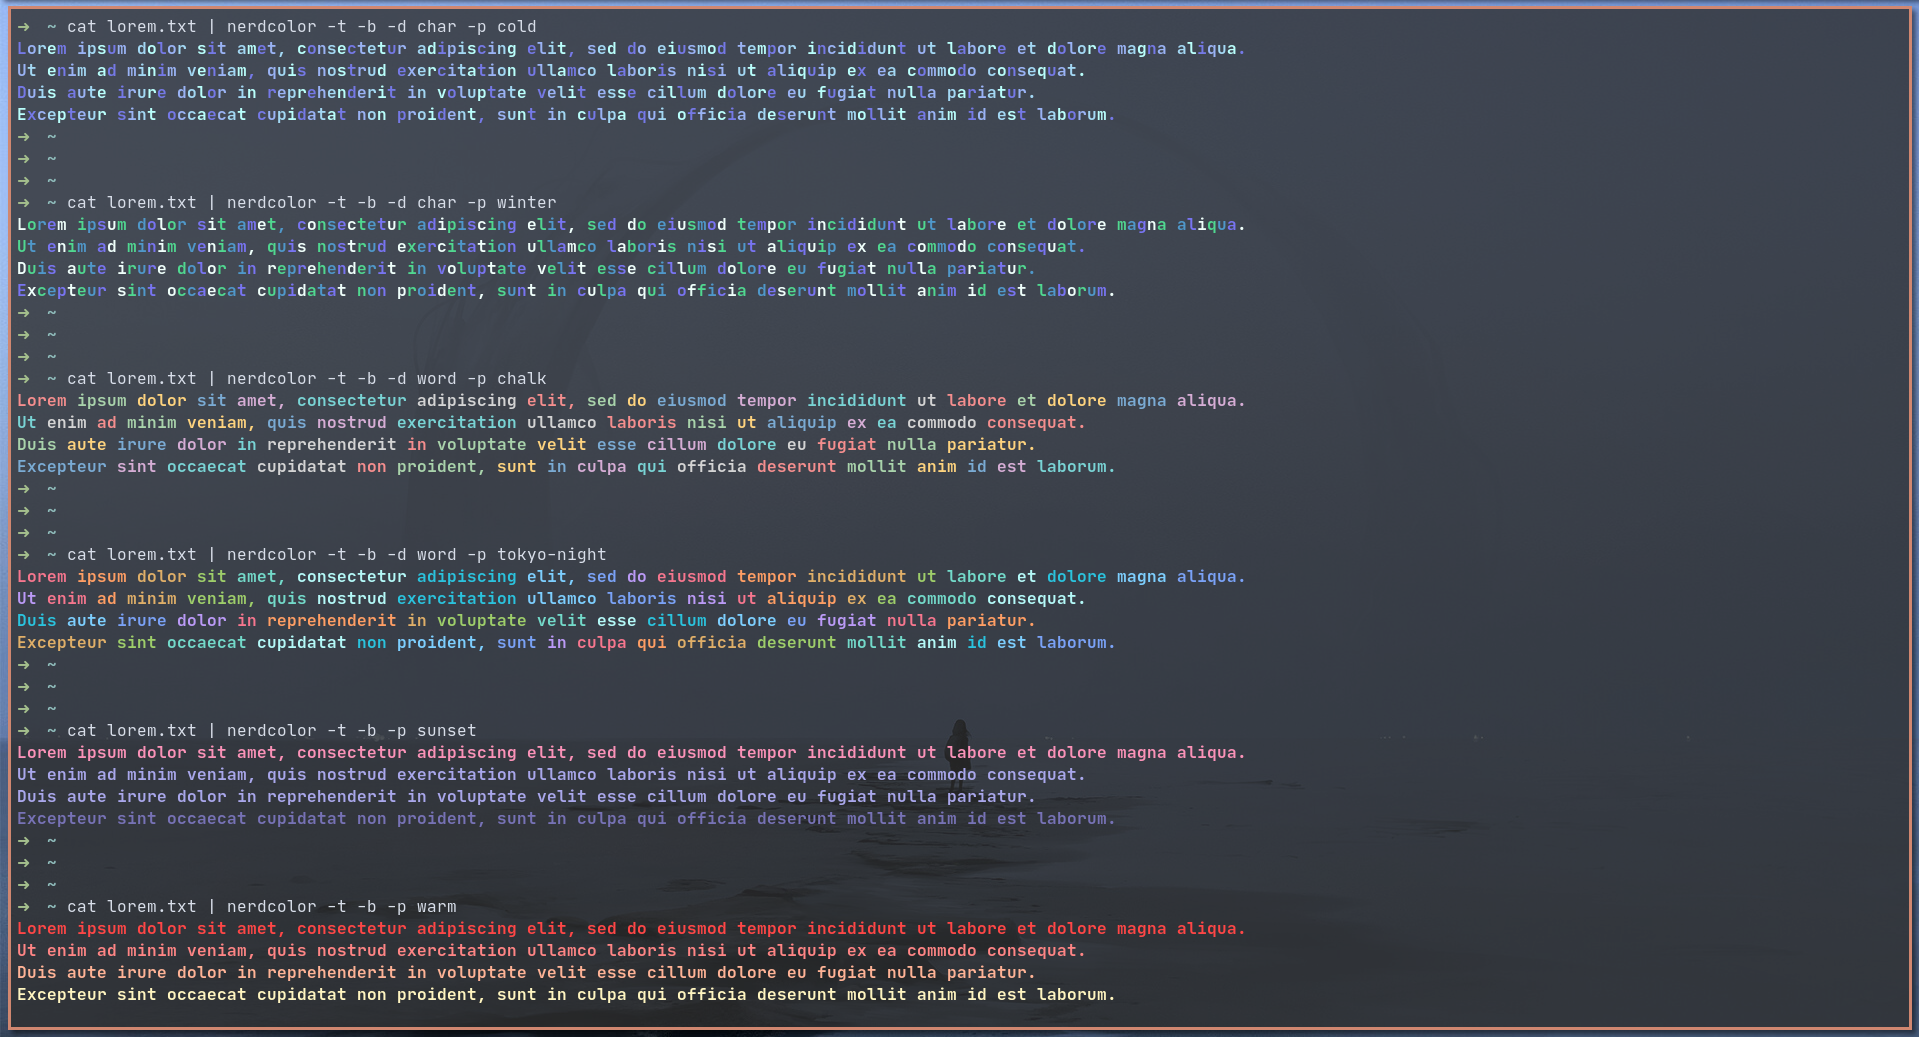 ➜  ~ cat lorem.txt | nerdcolor -t -b -d char -p cold
Lorem ipsum dolor sit amet, consectetur adipiscing elit, sed do eiusmod tempor incididunt ut labore et dolore magna aliqua.
Ut enim ad minim veniam, quis nostrud exercitation ullamco laboris nisi ut aliquip ex ea commodo consequat.
Duis aute irure dolor in reprehenderit in voluptate velit esse cillum dolore eu fugiat nulla pariatur.
Excepteur sint occaecat cupidatat non proident, sunt in culpa qui officia deserunt mollit anim id est laborum.
➜  ~
➜  ~
➜  ~
➜  ~ cat lorem.txt | nerdcolor -t -b -d char -p winter
Lorem ipsum dolor sit amet, consectetur adipiscing elit, sed do eiusmod tempor incididunt ut labore et dolore magna aliqua.
Ut enim ad minim veniam, quis nostrud exercitation ullamco laboris nisi ut aliquip ex ea commodo consequat.
Duis aute irure dolor in reprehenderit in voluptate velit esse cillum dolore eu fugiat nulla pariatur.
Excepteur sint occaecat cupidatat non proident, sunt in culpa qui officia deserunt mollit anim id est laborum.
➜  ~
➜  ~
➜  ~
➜  ~ cat lorem.txt | nerdcolor -t -b -d word -p chalk
Lorem ipsum dolor sit amet, consectetur adipiscing elit, sed do eiusmod tempor incididunt ut labore et dolore magna aliqua.
Ut enim ad minim veniam, quis nostrud exercitation ullamco laboris nisi ut aliquip ex ea commodo consequat.
Duis aute irure dolor in reprehenderit in voluptate velit esse cillum dolore eu fugiat nulla pariatur.
Excepteur sint occaecat cupidatat non proident, sunt in culpa qui officia deserunt mollit anim id est laborum.
➜  ~
➜  ~
➜  ~
➜  ~ cat lorem.txt | nerdcolor -t -b -d word -p tokyo-night
Lorem ipsum dolor sit amet, consectetur adipiscing elit, sed do eiusmod tempor incididunt ut labore et dolore magna aliqua.
Ut enim ad minim veniam, quis nostrud exercitation ullamco laboris nisi ut aliquip ex ea commodo consequat.
Duis aute irure dolor in reprehenderit in voluptate velit esse cillum dolore eu fugiat nulla pariatur.
Excepteur sint occaecat cupidatat non proident, sunt in culpa qui officia deserunt mollit anim id est laborum.
➜  ~
➜  ~
➜  ~
➜  ~ cat lorem.txt | nerdcolor -t -b -p sunset
Lorem ipsum dolor sit amet, consectetur adipiscing elit, sed do eiusmod tempor incididunt ut labore et dolore magna aliqua.
Ut enim ad minim veniam, quis nostrud exercitation ullamco laboris nisi ut aliquip ex ea commodo consequat.
Duis aute irure dolor in reprehenderit in voluptate velit esse cillum dolore eu fugiat nulla pariatur.
Excepteur sint occaecat cupidatat non proident, sunt in culpa qui officia deserunt mollit anim id est laborum.
➜  ~
➜  ~
➜  ~
➜  ~ cat lorem.txt | nerdcolor -t -b -p warm
Lorem ipsum dolor sit amet, consectetur adipiscing elit, sed do eiusmod tempor incididunt ut labore et dolore magna aliqua.
Ut enim ad minim veniam, quis nostrud exercitation ullamco laboris nisi ut aliquip ex ea commodo consequat.
Duis aute irure dolor in reprehenderit in voluptate velit esse cillum dolore eu fugiat nulla pariatur.
Excepteur sint occaecat cupidatat non proident, sunt in culpa qui officia deserunt mollit anim id est laborum.